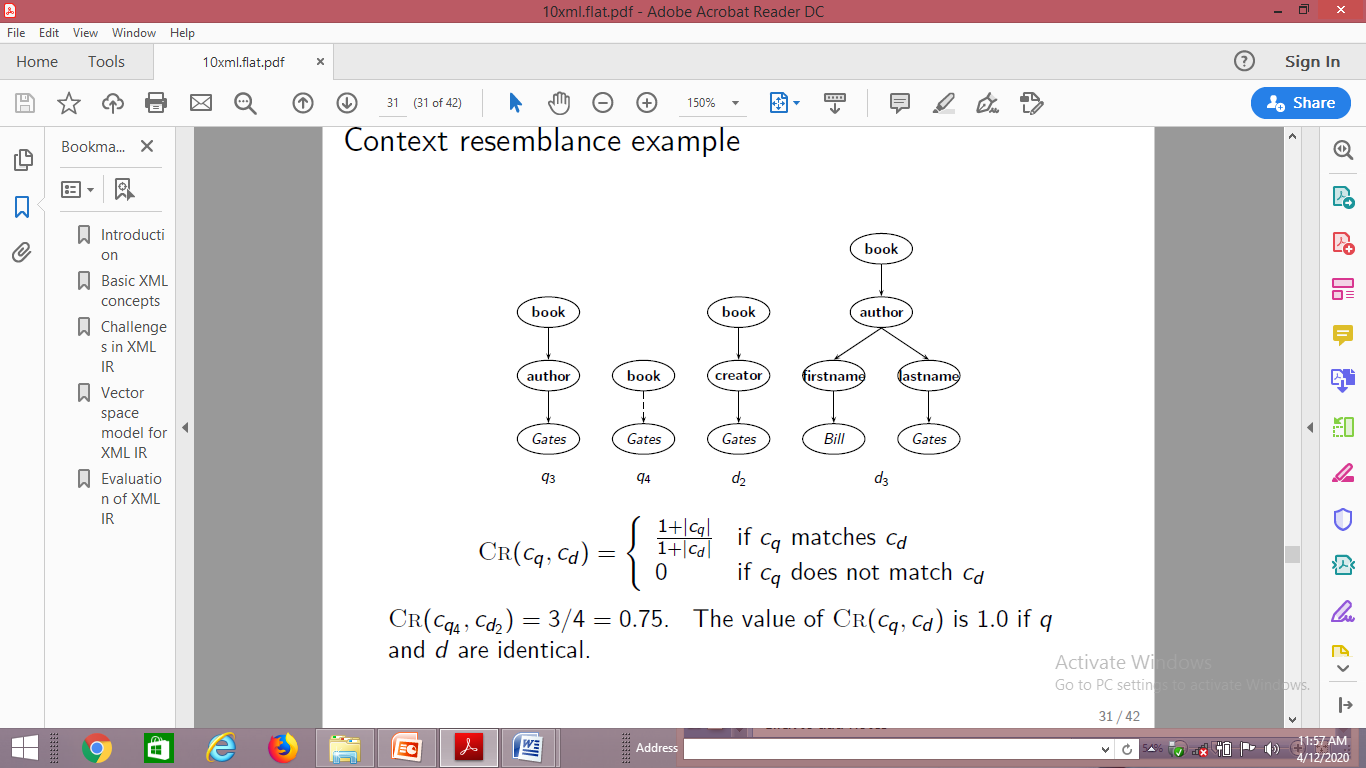 10xml.flat.pdf - Adobe Acrobat Reader DC
File Edit View Window Help
Home Tools 10xml.flat.pdf × Sign In
31 (31 of 42) 150% Share
Bookma...
Introducti
on
Basic XML
concepts
Challenge
s in XML
IR
Vector
space
model for
XML IR
Evaluatio
n of XML
IR
Context resemblance example
book
book book author
author book creator firstname lastname
Gates Gates Gates Bill Gates
q3 q4 d2 d3
CR(cq, cd) = { 1+|cq| / 1+|cd| if cq matches cd
0 if cq does not match cd
CR(cq4, cd2) = 3/4 = 0.75. The value of CR(cq, cd) is 1.0 if q
and d are identical.
Activate Windows
Go to PC settings to activate Windows.
31 / 42
Address
11:57 AM
4/12/2020